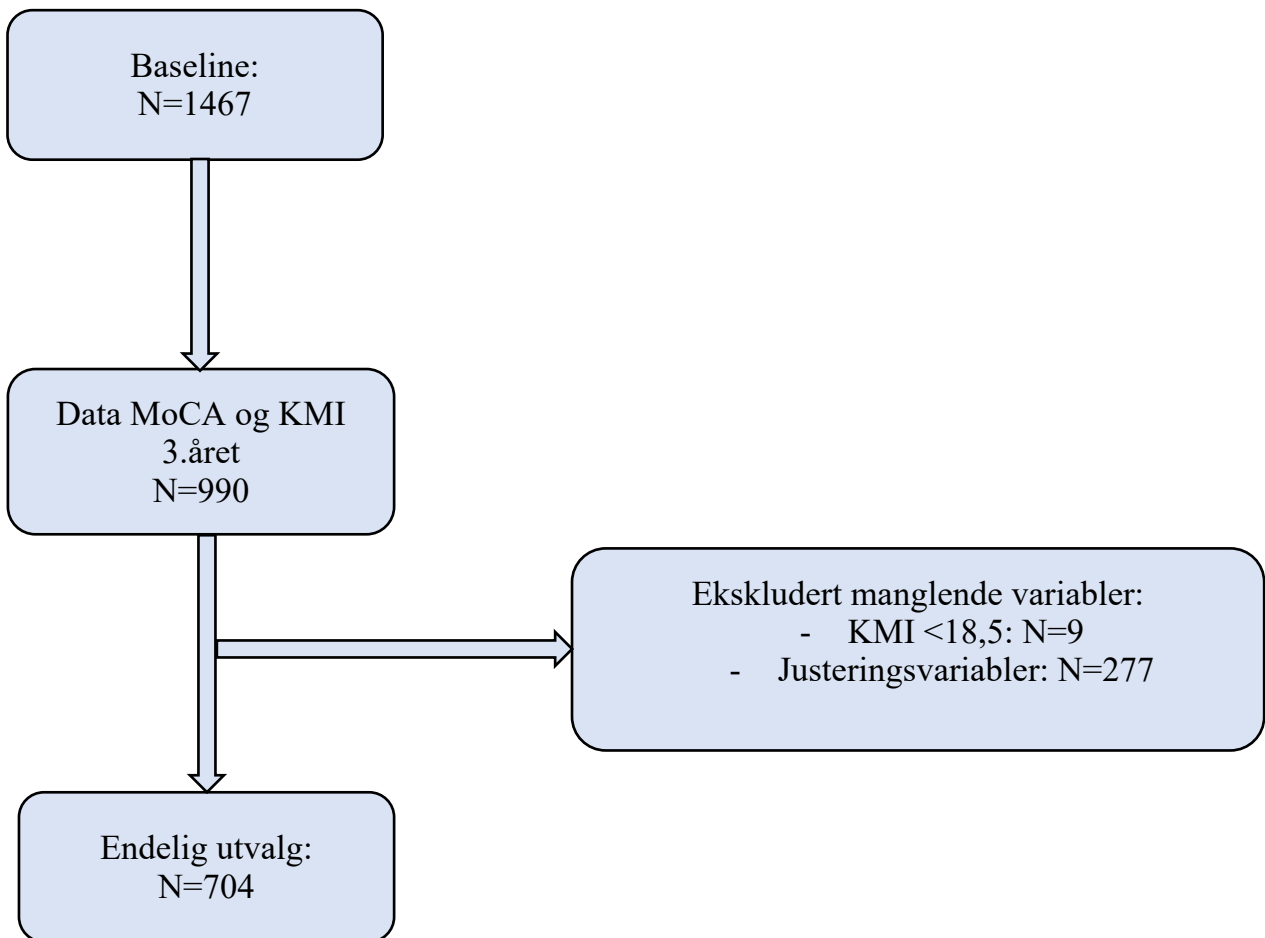 Baseline:
N=1467
Data MoCA og KMI
3.året
N=990
Ekskludert manglende variabler:
- KMI <18,5: N=9
- Justeringsvariabler: N=277
Endelig utvalg:
N=704